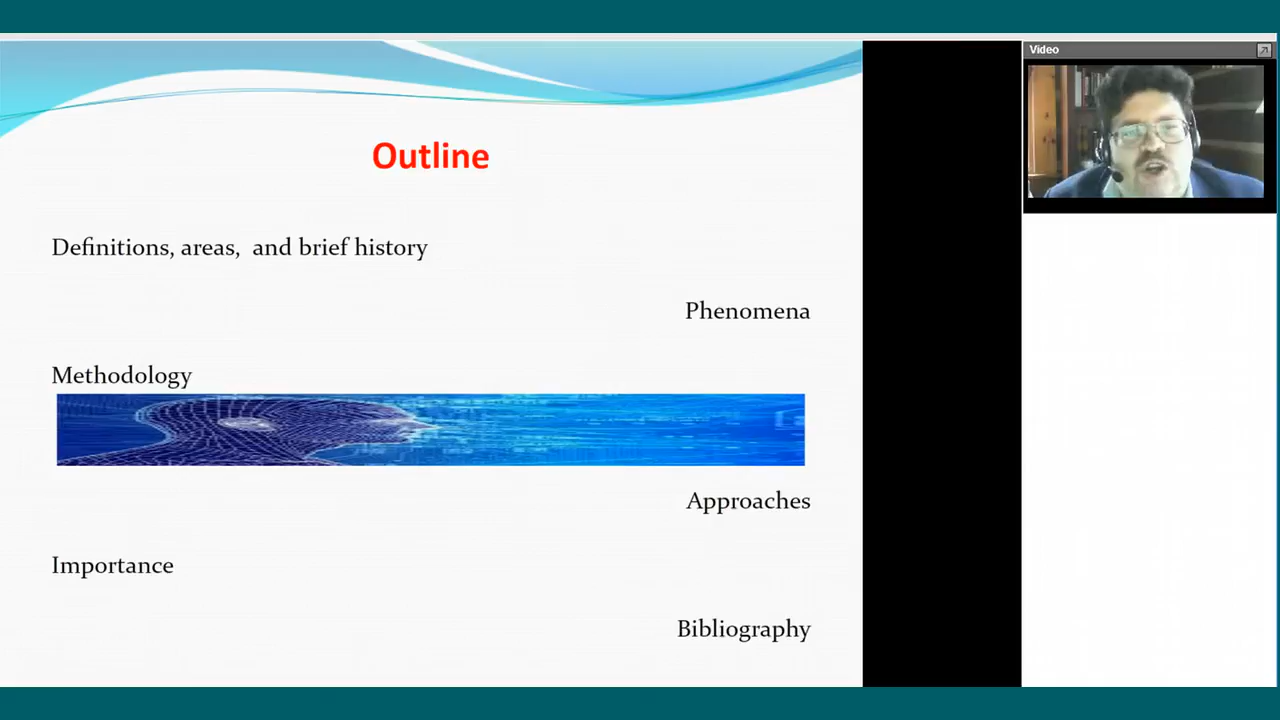 Video
Outline
Definitions, areas,  and brief history
Phenomena
Methodology
Approaches
Importance
Bibliography